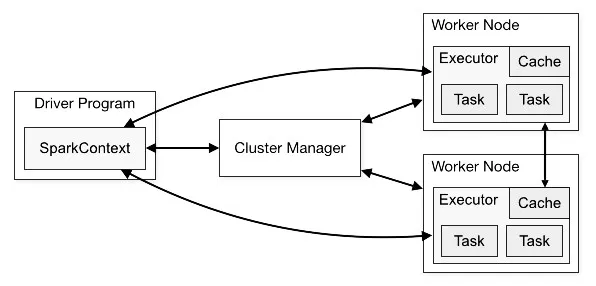 Driver Program
SparkContext
Cluster Manager
Worker Node
Executor
Cache
Task
Task
Worker Node
Executor
Cache
Task
Task